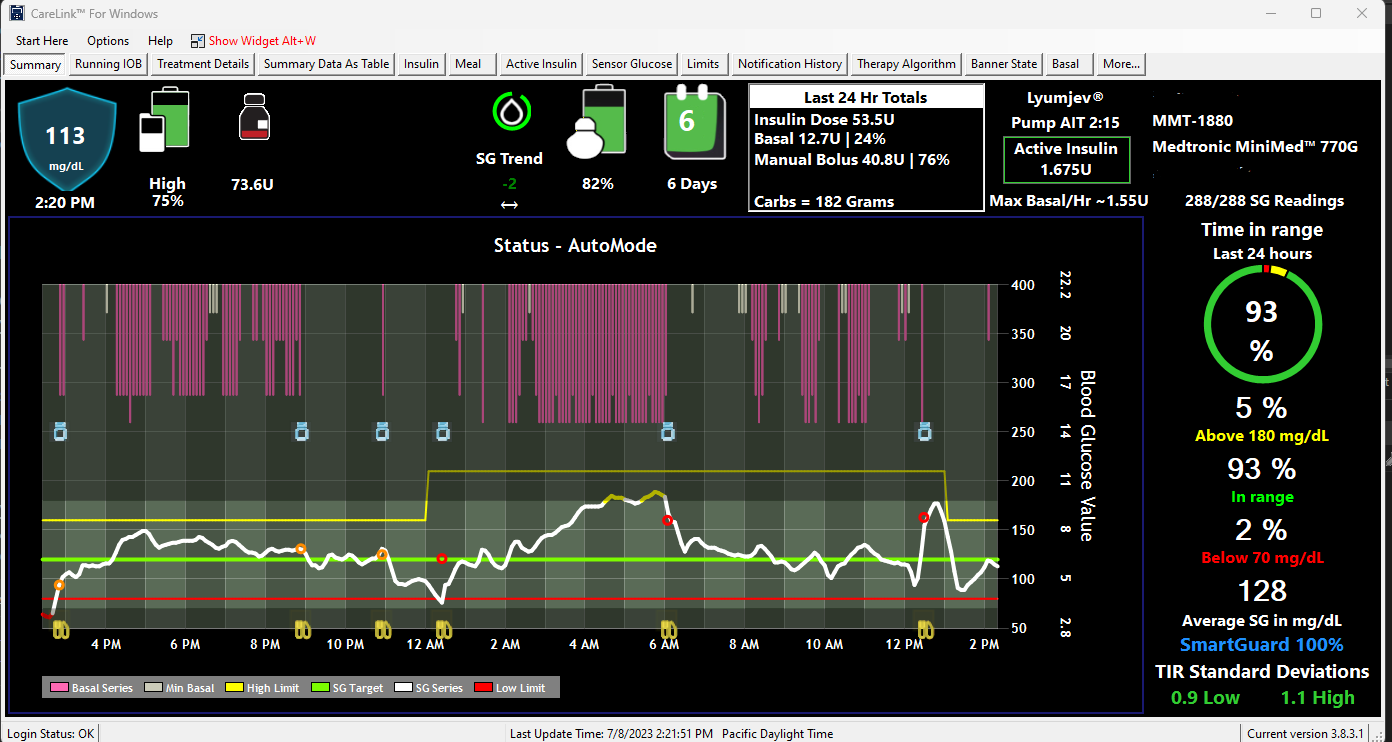 CareLink™ For Windows
Start Here Options Help Show Widget Alt+W
Summary Running IOB Treatment Details Summary Data As Table Insulin Meal Active Insulin Sensor Glucose Limits Notification History Therapy Algorithm Banner State Basal More...
113
mg/dL
2:20 PM
High
75%
73.6U
SG Trend
-2
82%
6
6 Days
Last 24 Hr Totals
Insulin Dose 53.5U
Basal 12.7U | 24%
Manual Bolus 40.8U | 76%
Carbs = 182 Grams
Lyumjev®
Pump AIT 2:15
Active Insulin
1.675U
Max Basal/Hr ~1.55U
MMT-1880
Medtronic MiniMed™ 770G
288/288 SG Readings
Time in range
Last 24 hours
93
%
5 %
Above 180 mg/dL
93 %
In range
2 %
Below 70 mg/dL
128
Average SG in mg/dL
SmartGuard 100%
TIR Standard Deviations
0.9 Low 1.1 High
Status - AutoMode
400 22.2
350 20
300 17
250 14
200 11
150 8
100 5
50 2.8
Blood Glucose Value
4 PM 6 PM 8 PM 10 PM 12 AM 2 AM 4 AM 6 AM 8 AM 10 AM 12 PM 2 PM
Basal Series Min Basal High Limit SG Target SG Series Low Limit
Login Status: OK Last Update Time: 7/8/2023 2:21:51 PM Pacific Daylight Time Current version 3.8.3.1